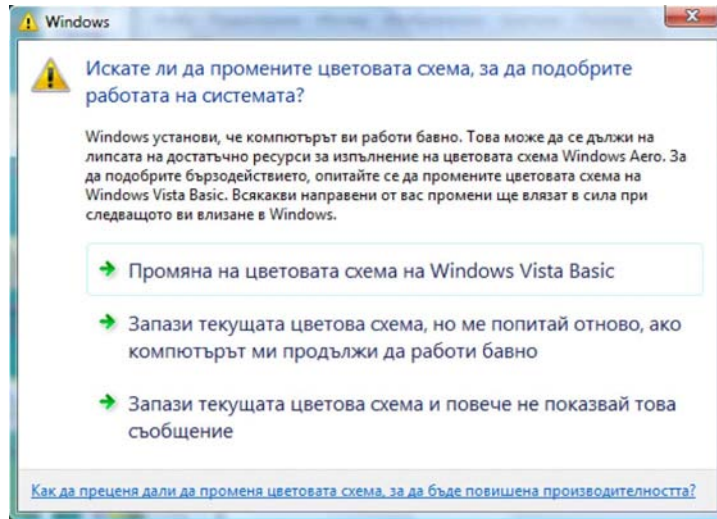 Windows
Искате ли да промените цветовата схема, за да подобрите
работата на системата?
Windows установи, че компютърът ви работи бавно. Това може да се дължи на
липсата на достатъчно ресурси за изпълнение на цветовата схема Windows Aero. За
да подобрите бързодействието, опитайте се да промените цветовата схема на
Windows Vista Basic. Всякакви направени от вас промени ще влязат в сила при
следващото ви влизане в Windows.
Промяна на цветовата схема на Windows Vista Basic
Запази текущата цветова схема, но ме попитай отново, ако
компютърът ми продължи да работи бавно
Запази текущата цветова схема и повече не показвай това
съобщение
Как да преценя дали да променя цветовата схема, за да бъде повишена производителността?